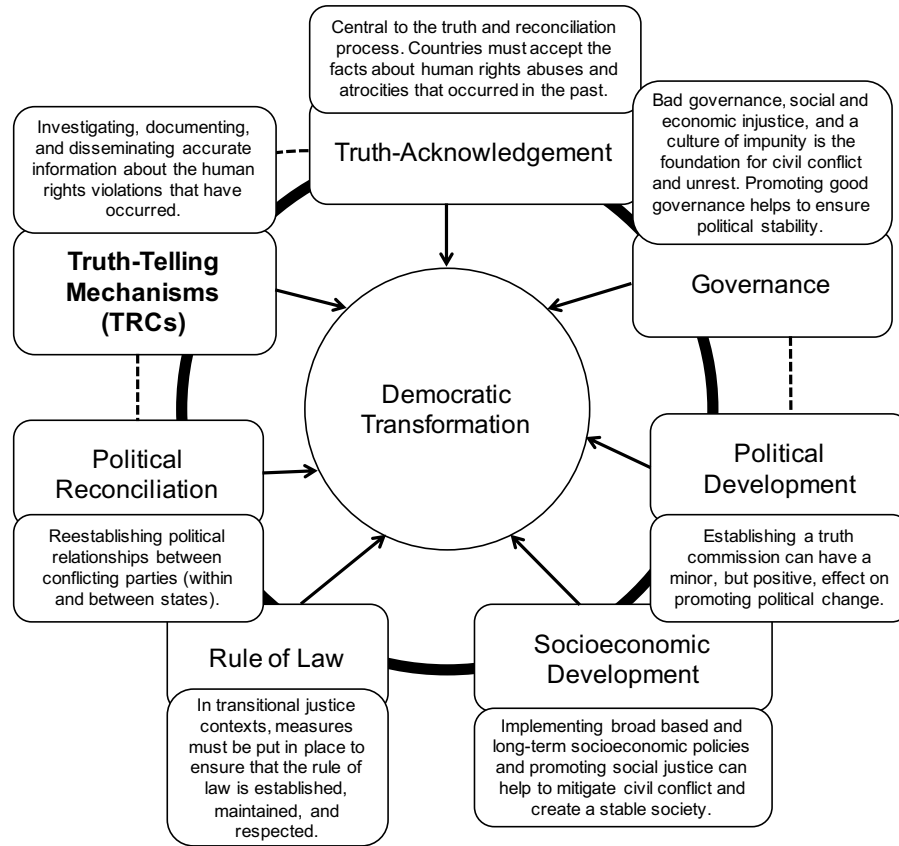 Central to the truth and reconciliation
process. Countries must accept the
facts about human rights abuses and
atrocities that occurred in the past.
Truth-Acknowledgement
Bad governance, social and
economic injustice, and a
culture of impunity is the
foundation for civil conflict
and unrest. Promoting good
governance helps to ensure
political stability.
Governance
Investigating, documenting,
and disseminating accurate
information about the human
rights violations that have
occurred.
Truth-Telling
Mechanisms
(TRCs)
Democratic
Transformation
Political
Reconciliation
Reestablishing political
relationships between
conflicting parties (within
and between states).
Political
Development
Establishing a truth
commission can have a
minor, but positive, effect on
promoting political change.
Rule of Law
In transitional justice
contexts, measures
must be put in place to
ensure that the rule of
law is established,
maintained, and
respected.
Socioeconomic
Development
Implementing broad based and
long-term socioeconomic policies
and promoting social justice can
help to mitigate civil conflict and
create a stable society.